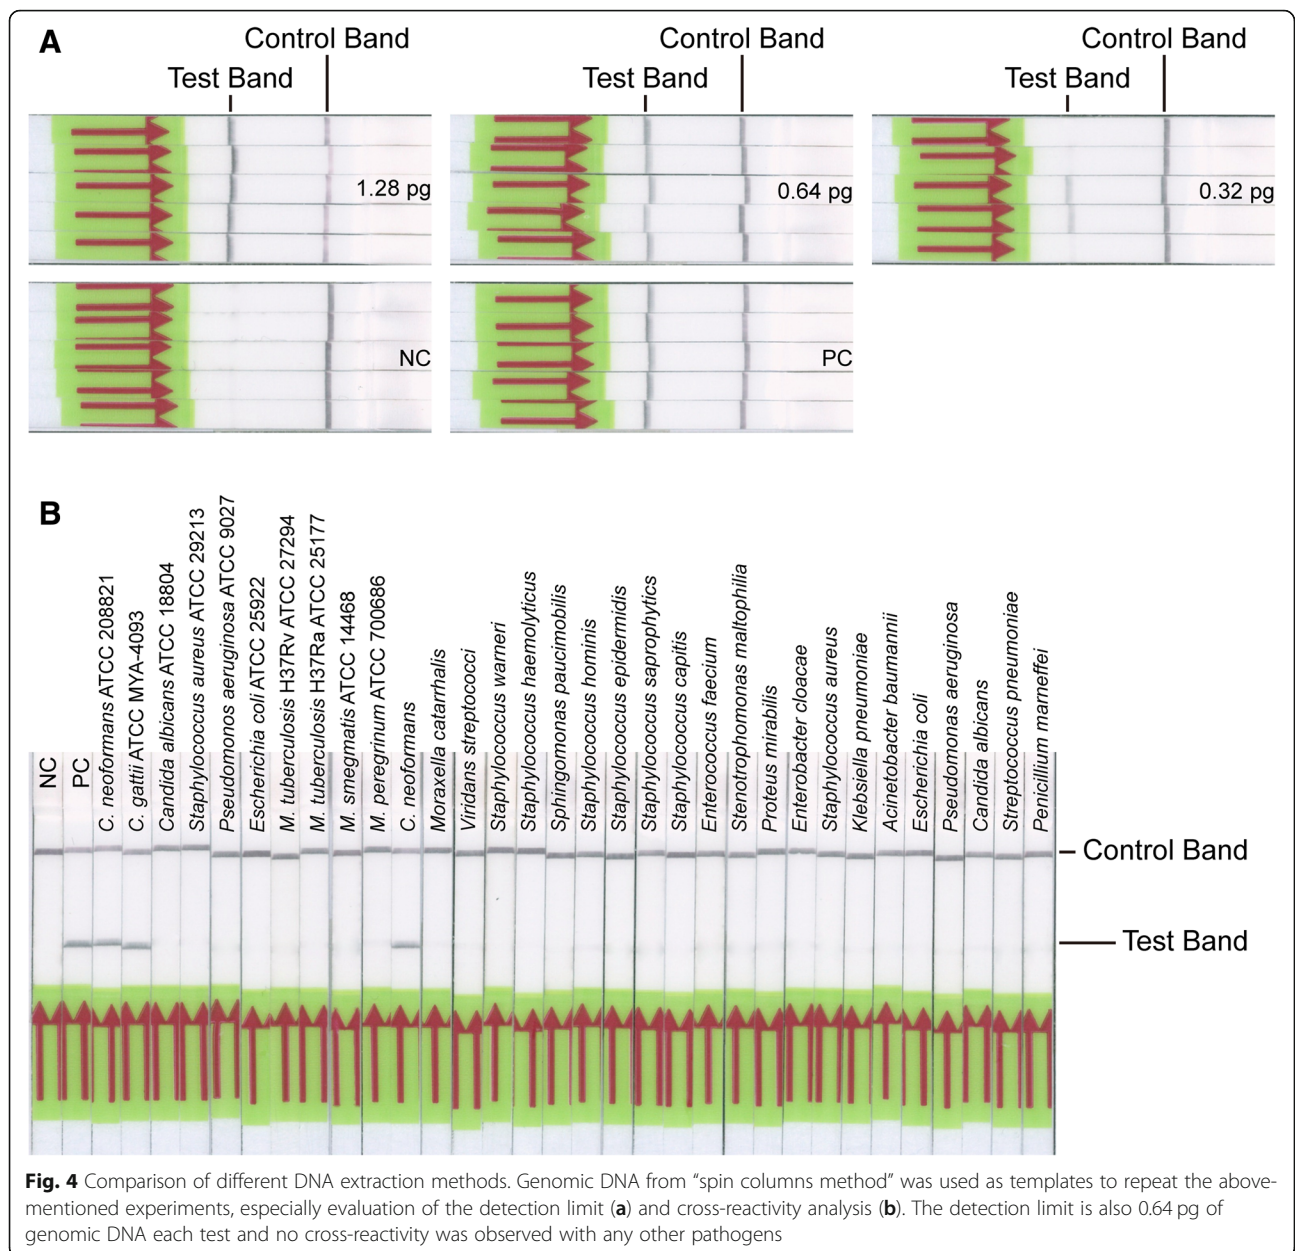 A
Control Band
Test Band
Control Band
Test Band
Control Band
Test Band
1.28 pg
0.64 pg
0.32 pg
NC
PC
B
NC
PC
C. neoformans ATCC 208821
C. gattii ATCC MYA-4093
Candida albicans ATCC 18804
Staphylococcus aureus ATCC 29213
Pseudomonos aeruginosa ATCC 9027
Escherichia coli ATCC 25922
M. tuberculosis H37Rv ATCC 27294
M. tuberculosis H37Ra ATCC 25177
M. smegmatis ATCC 14468
M. peregrinum ATCC 700686
C. neoformans
Moraxella catarrhalis
Viridans streptococci
Staphylococcus warneri
Staphylococcus haemolyticus
Sphingomonas paucimobilis
Staphylococcus hominis
Staphylococcus epidermidis
Staphylococcus saprophytics
Staphylococcus capitis
Enterococcus faecium
Stenotrophomonas maltophilia
Proteus mirabilis
Enterobacter cloacae
Staphylococcus aureus
Klebsiella pneumoniae
Acinetobacter baumannii
Escherichia coli
Pseudomonas aeruginosa
Candida albicans
Streptococcus pneumoniae
Penicillium marneffei
Control Band
Test Band
Fig. 4 Comparison of different DNA extraction methods. Genomic DNA from “spin columns method” was used as templates to repeat the above-
mentioned experiments, especially evaluation of the detection limit (a) and cross-reactivity analysis (b). The detection limit is also 0.64 pg of
genomic DNA each test and no cross-reactivity was observed with any other pathogens